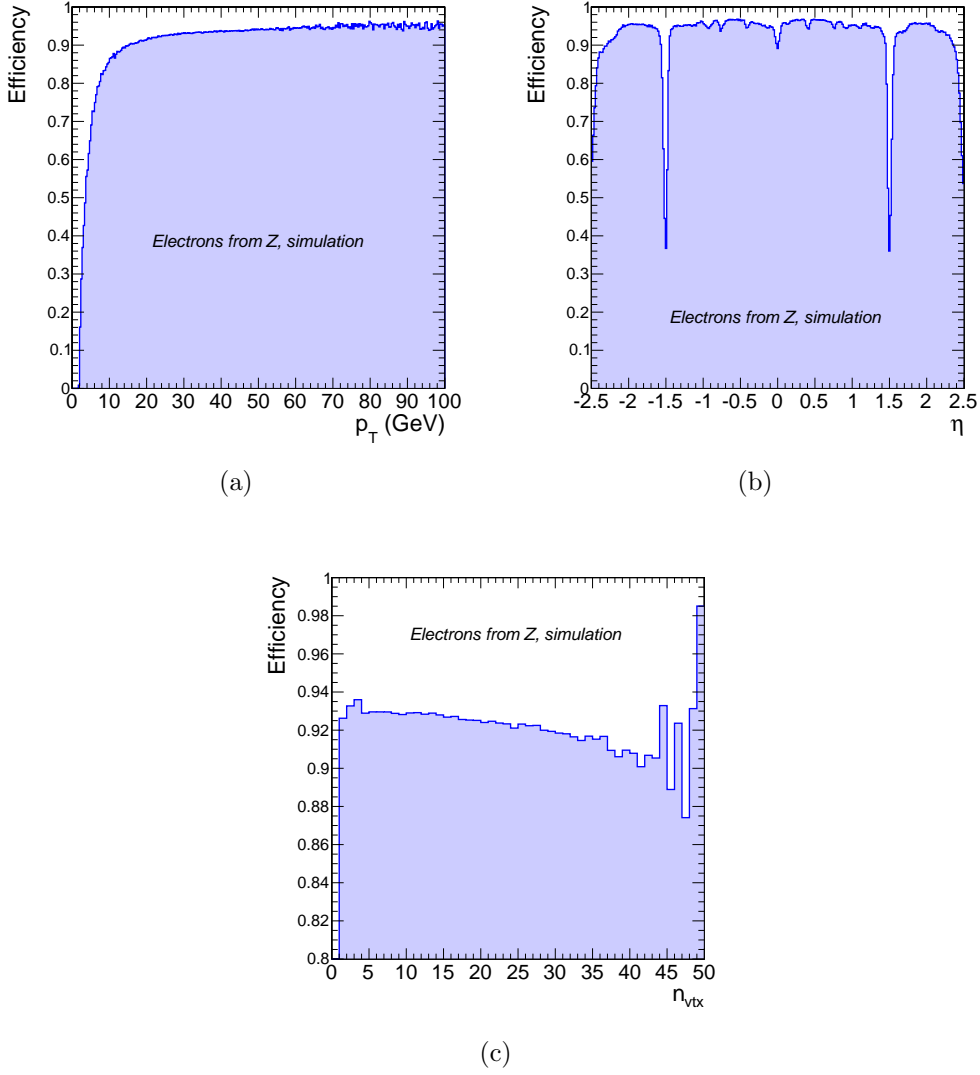 Efficiency
1
0.9
0.8
0.7
0.6
0.5
0.4
0.3
0.2
0.1
0
Electrons from Z, simulation
0 10 20 30 40 50 60 70 80 90 100
p_T (GeV)
(a)
Efficiency
1
0.9
0.8
0.7
0.6
0.5
0.4
0.3
0.2
0.1
0
Electrons from Z, simulation
-2.5 -2 -1.5 -1 -0.5 0 0.5 1 1.5 2 2.5
η
(b)
Efficiency
1
0.98
0.96
0.94
0.92
0.9
0.88
0.86
0.84
0.82
0.8
Electrons from Z, simulation
0 5 10 15 20 25 30 35 40 45 50
n_vtx
(c)